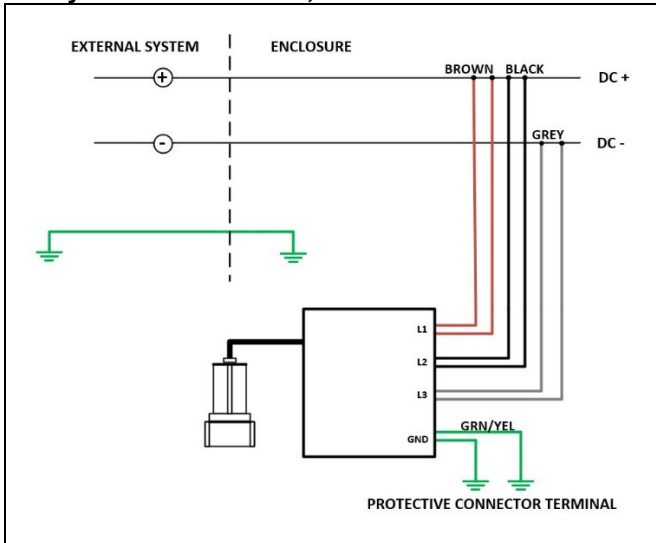 EXTERNAL SYSTEM
ENCLOSURE
BROWN
BLACK
+
DC +
GREY
-
DC -
L1
L2
L3
GRN/YEL
GND
PROTECTIVE CONNECTOR TERMINAL